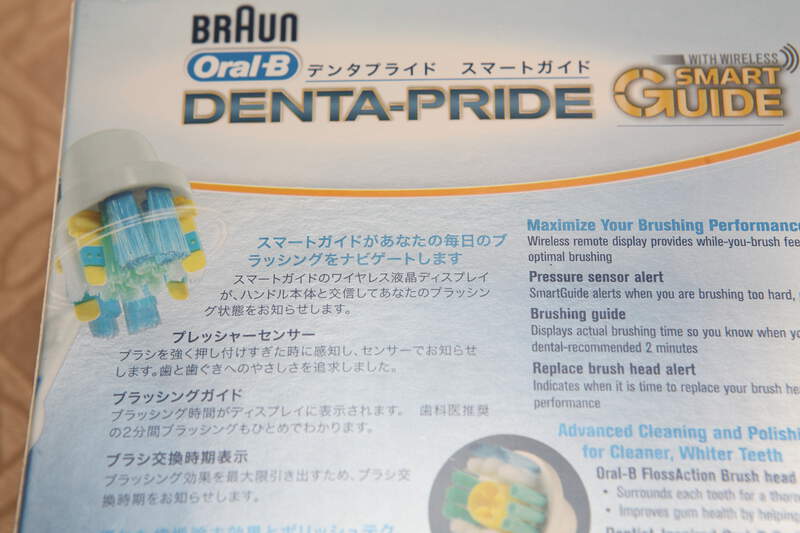 BRAUN
Oral-B デンタプライド スマートガイド
DENTA-PRIDE
WITH WIRELESS
SMART
GUIDE
スマートガイドがあなたの毎日のブ
ラッシングをナビゲートします
スマートガイドのワイヤレス液晶ディスプレイ
が、ハンドル本体と交信してあなたのブラッシン
グ状態をお知らせします。
プレッシャーセンサー
ブラシを強く押し付けすぎた時に感知し、センサーでお知らせ
します。歯と歯ぐきへのやさしさを追求しました。
ブラッシングガイド
ブラッシング時間がディスプレイに表示されます。 歯科医推奨
の2分間ブラッシングもひとめでわかります。
ブラシ交換時期表示
ブラッシング効果を最大限引き出すため、ブラシ交
換時期をお知らせします。
Maximize Your Brushing Performance
Wireless remote display provides while-you-brush
optimal brushing
Pressure sensor alert
SmartGuide alerts when you are brushing too hard,
Brushing guide
Displays actual brushing time so you know when
dental-recommended 2 minutes
Replace brush head alert
Indicates when it is time to replace your brush
performance
Advanced Cleaning and
for Cleaner, Whiter Teeth
Oral-B FlossAction Brush head
• Surrounds each tooth for a
• Improves gum health by helping